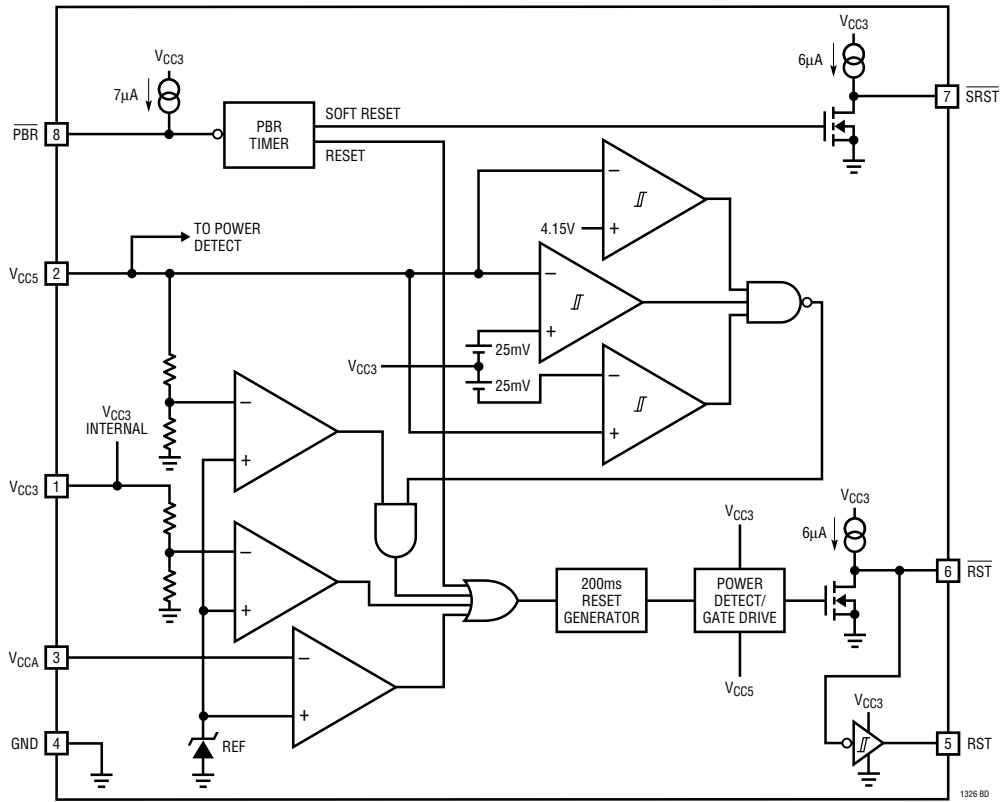 VCC3
6µA
7 SRST
VCC3
7µA
PBR 8
PBR
TIMER
SOFT RESET
RESET
−
4.15V
+
TO POWER
DETECT
VCC5 2
−
+
25mV
VCC3
25mV
−
+
VCC3
INTERNAL
−
+
VCC3 1
−
+
VCC3
6µA
6 RST
VCC3
200ms
RESET
GENERATOR
POWER
DETECT/
GATE DRIVE
VCC5
VCCA 3
−
+
REF
GND 4
VCC3
5 RST
1326 BD